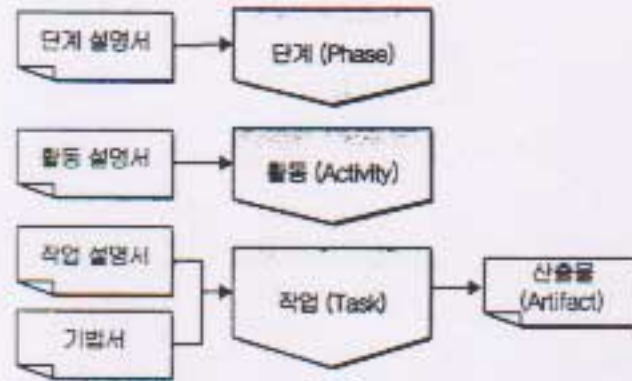 단계 설명서
단계 (Phase)
활동 설명서
활동 (Activity)
작업 설명서
기법서
작업 (Task)
산출물
(Artifact)